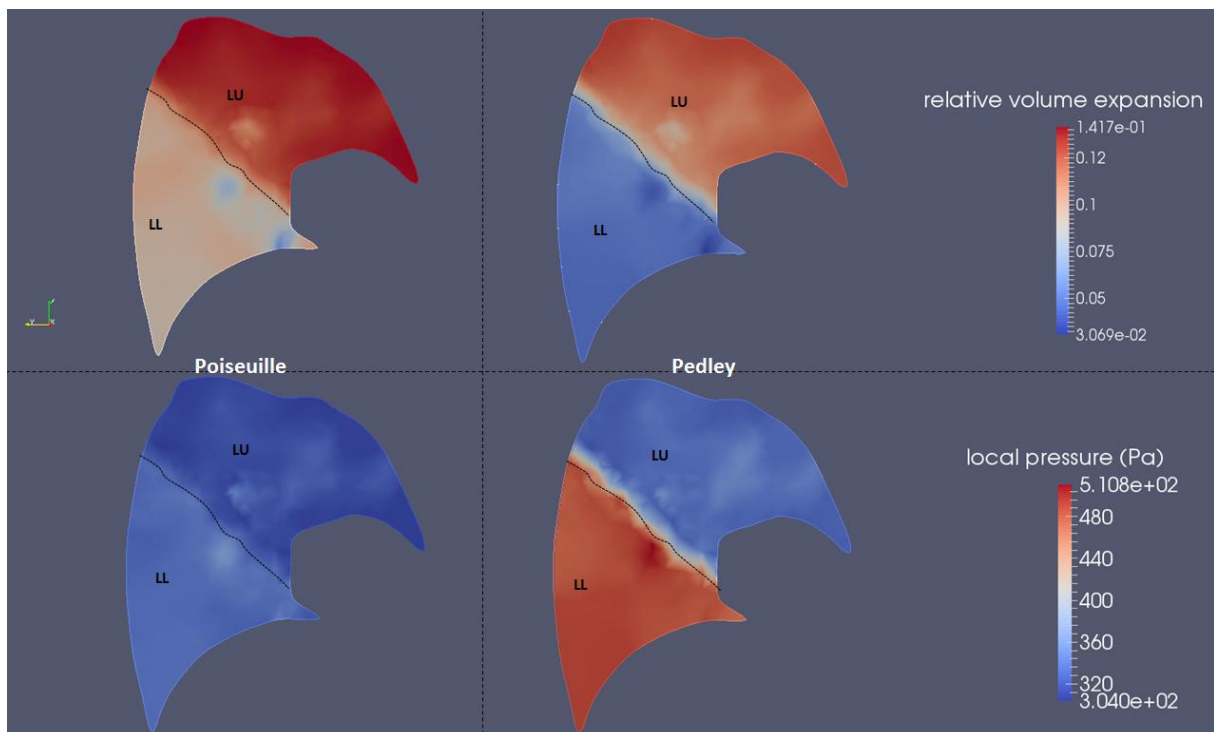 LU
LL
LU
LL
relative volume expansion
1.417e-01
0.12
0.1
0.075
0.05
3.069e-02
Y
Poiseuille
Pedley
LU
LL
LU
LL
local pressure (Pa)
5.108e+02
480
440
400
360
320
3.040e+02